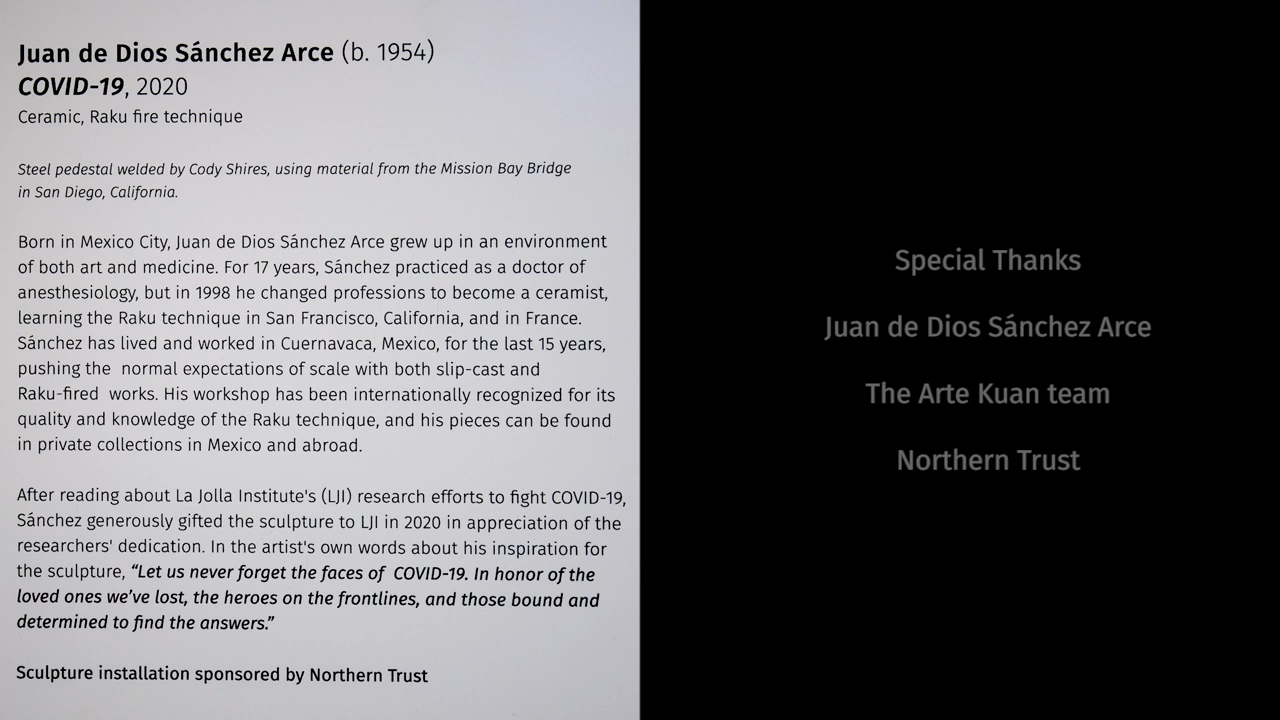 Juan de Dios Sánchez Arce (b. 1954)
COVID-19, 2020
Ceramic, Raku fire technique
Steel pedestal welded by Cody Shires, using material from the Mission Bay Bridge
in San Diego, California.
Born in Mexico City, Juan de Dios Sánchez Arce grew up in an environment
of both art and medicine. For 17 years, Sánchez practiced as a doctor of
anesthesiology, but in 1998 he changed professions to become a ceramist,
learning the Raku technique in San Francisco, California, and in France.
Sánchez has lived and worked in Cuernavaca, Mexico, for the last 15 years,
pushing the normal expectations of scale with both slip-cast and
Raku-fired works. His workshop has been internationally recognized for its
quality and knowledge of the Raku technique, and his pieces can be found
in private collections in Mexico and abroad.
After reading about La Jolla Institute's (LJI) research efforts to fight COVID-19,
Sánchez generously gifted the sculpture to LJI in 2020 in appreciation of the
researchers' dedication. In the artist's own words about his inspiration for
the sculpture, “Let us never forget the faces of COVID-19. In honor of the
loved ones we’ve lost, the heroes on the frontlines, and those bound and
determined to find the answers.”
Sculpture installation sponsored by Northern Trust
Special Thanks
Juan de Dios Sánchez Arce
The Arte Kuan team
Northern Trust